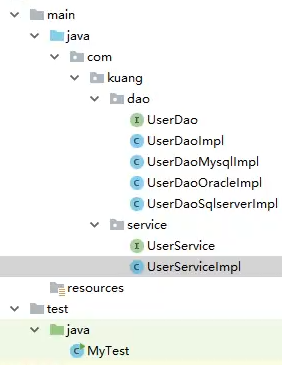 main
java
com
kuang
dao
I UserDao
C UserDaoImpl
C UserDaoMysqlImpl
C UserDaoOracleImpl
C UserDaoSqlserverImpl
service
I UserService
C UserServiceImpl
resources
test
java
C MyTest